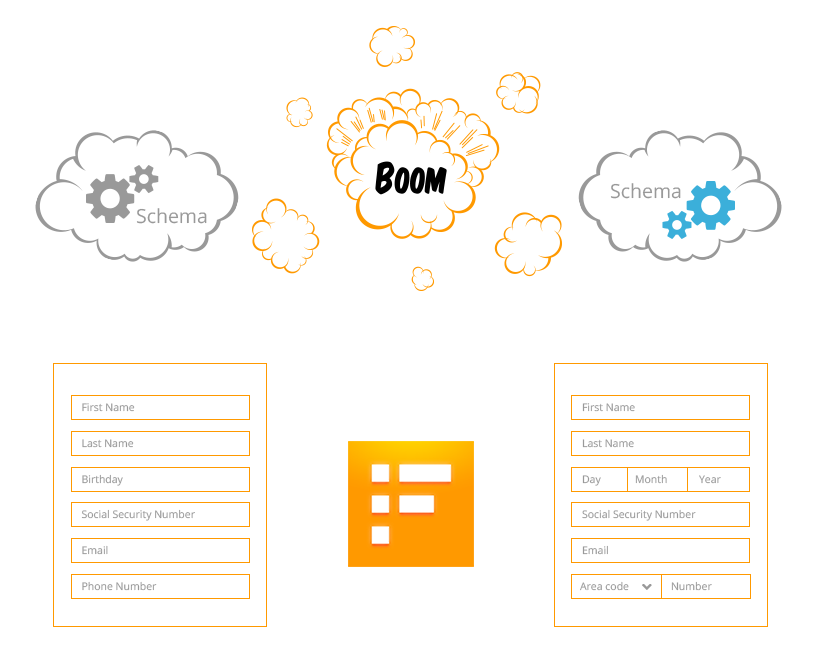 Boom
Schema
Schema
First Name
Last Name
Birthday
Social Security Number
Email
Phone Number
First Name
Last Name
Day Month Year
Social Security Number
Email
Area code Number